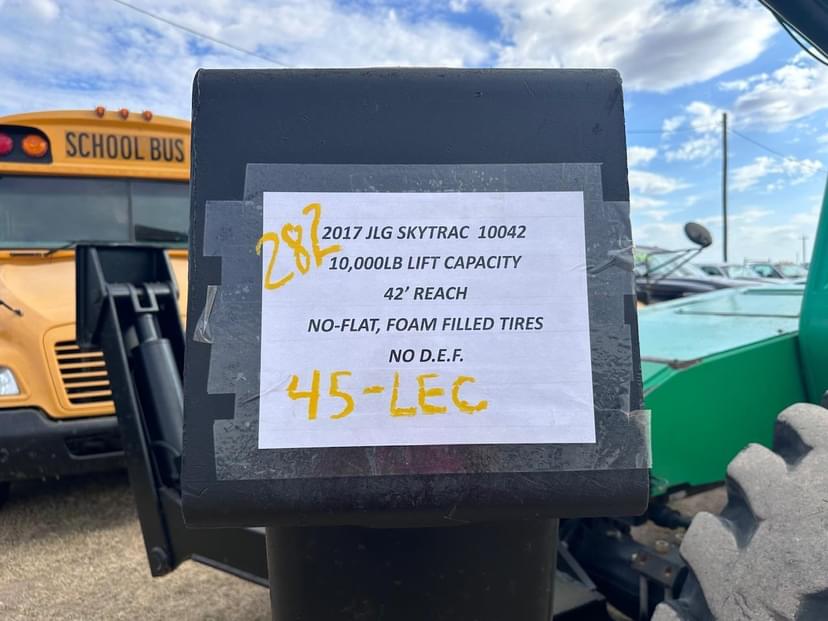 SCHOOL BUS
282
2017 JLG SKYTRAC 10042
10,000LB LIFT CAPACITY
42' REACH
NO-FLAT, FOAM FILLED TIRES
NO D.E.F.
45-LEC